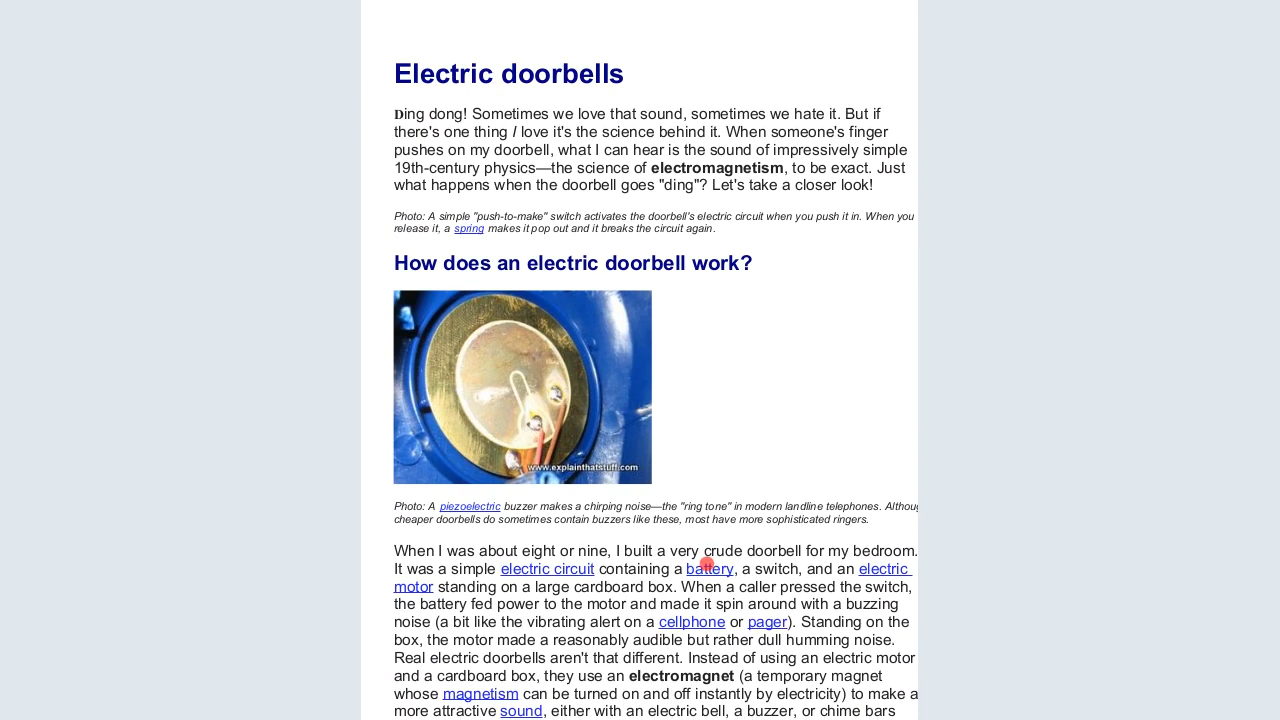 Electric doorbells
Ding dong! Sometimes we love that sound, sometimes we hate it. But if
there's one thing I love it's the science behind it. When someone's finger
pushes on my doorbell, what I can hear is the sound of impressively simple
19th-century physics—the science of electromagnetism, to be exact. Just
what happens when the doorbell goes "ding"? Let's take a closer look!
Photo: A simple "push-to-make" switch activates the doorbell's electric circuit when you push it in. When you
release it, a spring makes it pop out and it breaks the circuit again.
How does an electric doorbell work?
www.explainthatstuff.com
Photo: A piezoelectric buzzer makes a chirping noise—the "ring tone" in modern landline telephones. Althoug
cheaper doorbells do sometimes contain buzzers like these, most have more sophisticated ringers.
When I was about eight or nine, I built a very crude doorbell for my bedroom.
It was a simple electric circuit containing a battery, a switch, and an electric
motor standing on a large cardboard box. When a caller pressed the switch,
the battery fed power to the motor and made it spin around with a buzzing
noise (a bit like the vibrating alert on a cellphone or pager). Standing on the
box, the motor made a reasonably audible but rather dull humming noise.
Real electric doorbells aren't that different. Instead of using an electric motor
and a cardboard box, they use an electromagnet (a temporary magnet
whose magnetism can be turned on and off instantly by electricity) to make a
more attractive sound, either with an electric bell, a buzzer, or chime bars